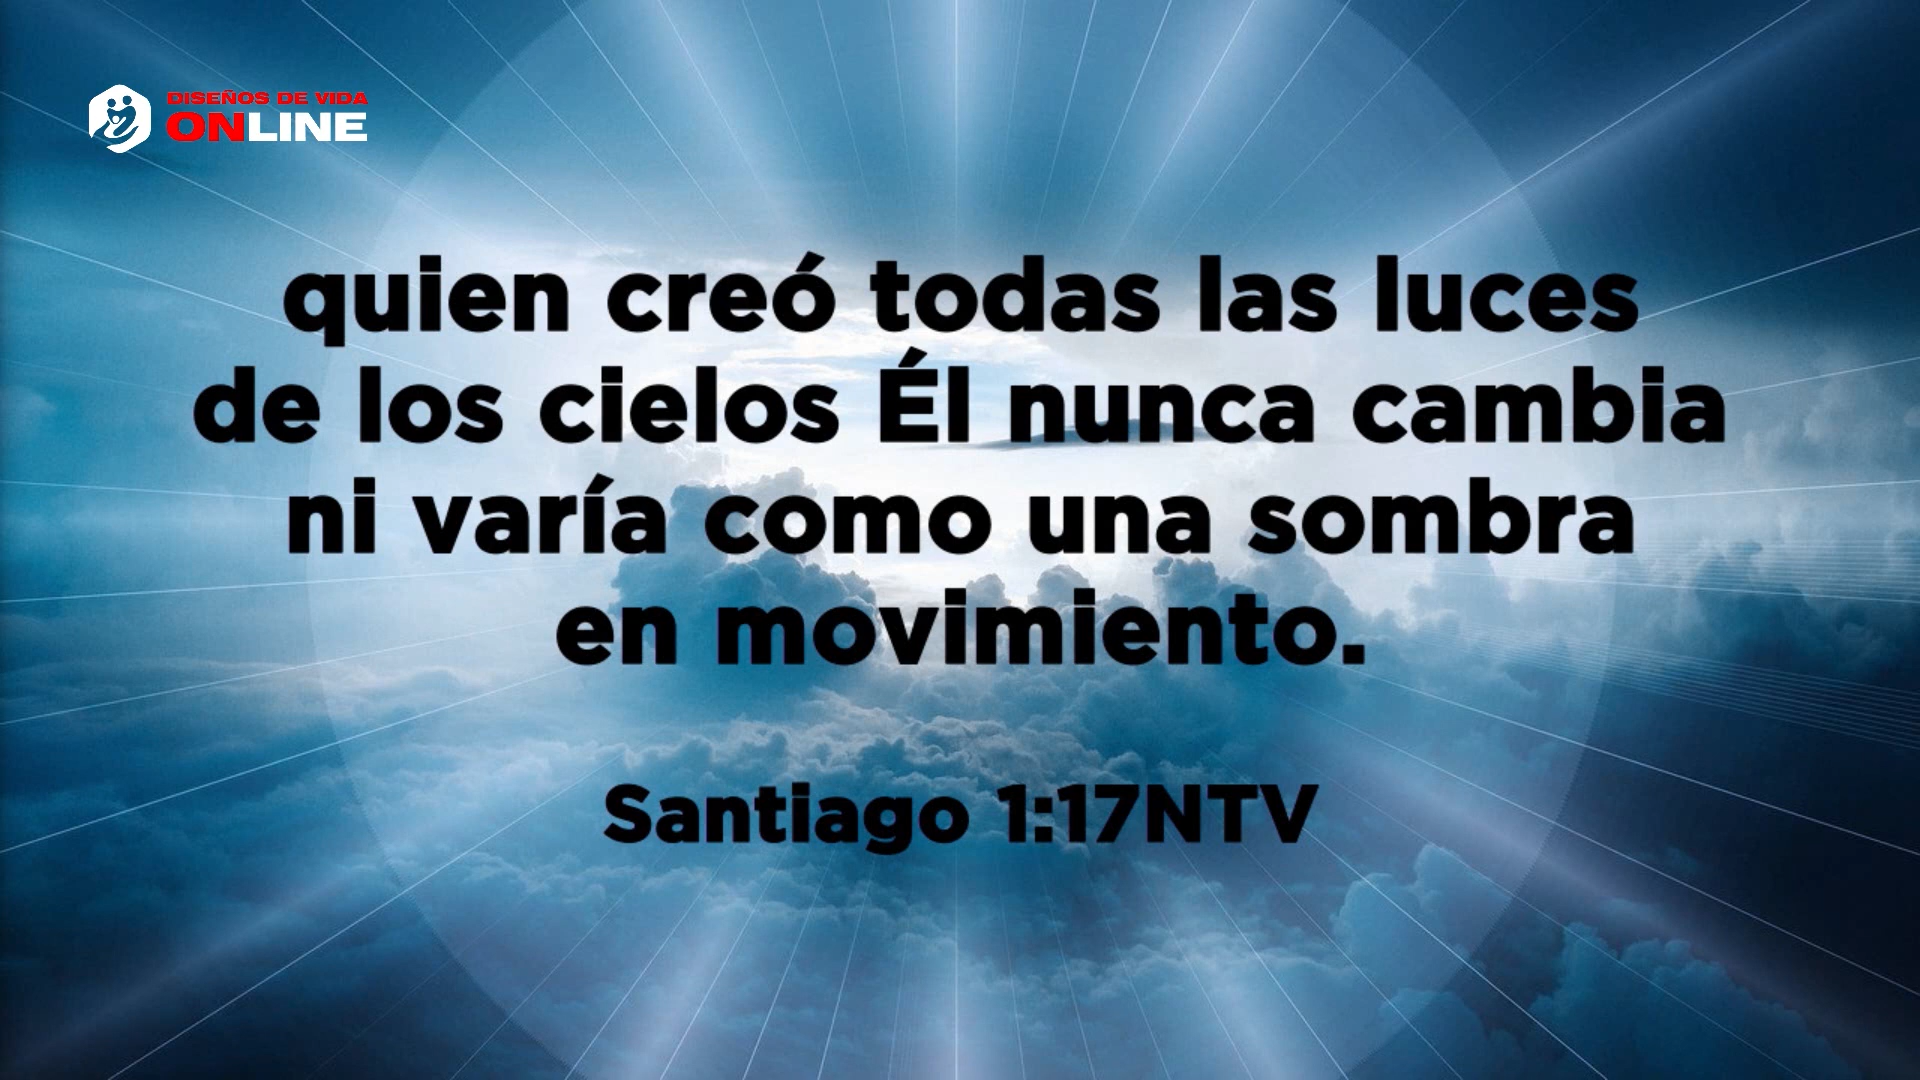 DISEÑOS DE VIDA
ONLINE
quien creó todas las luces
de los cielos Él nunca cambia
ni varía como una sombra
en movimiento.
Santiago 1:17NTV